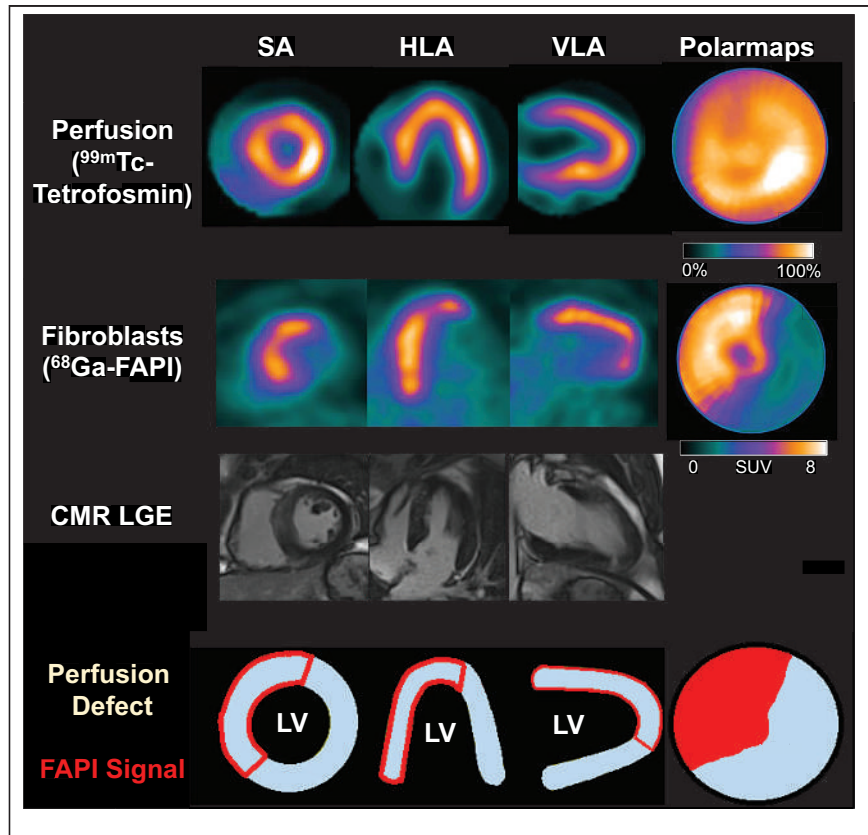 SA HLA VLA Polarmaps
Perfusion
(⁹⁹ᵐTc-
Tetrofosmin)
0% 100%
Fibroblasts
(⁶⁸Ga-FAPI)
0 SUV 8
CMR LGE
Perfusion
Defect
FAPI Signal
LV LV LV